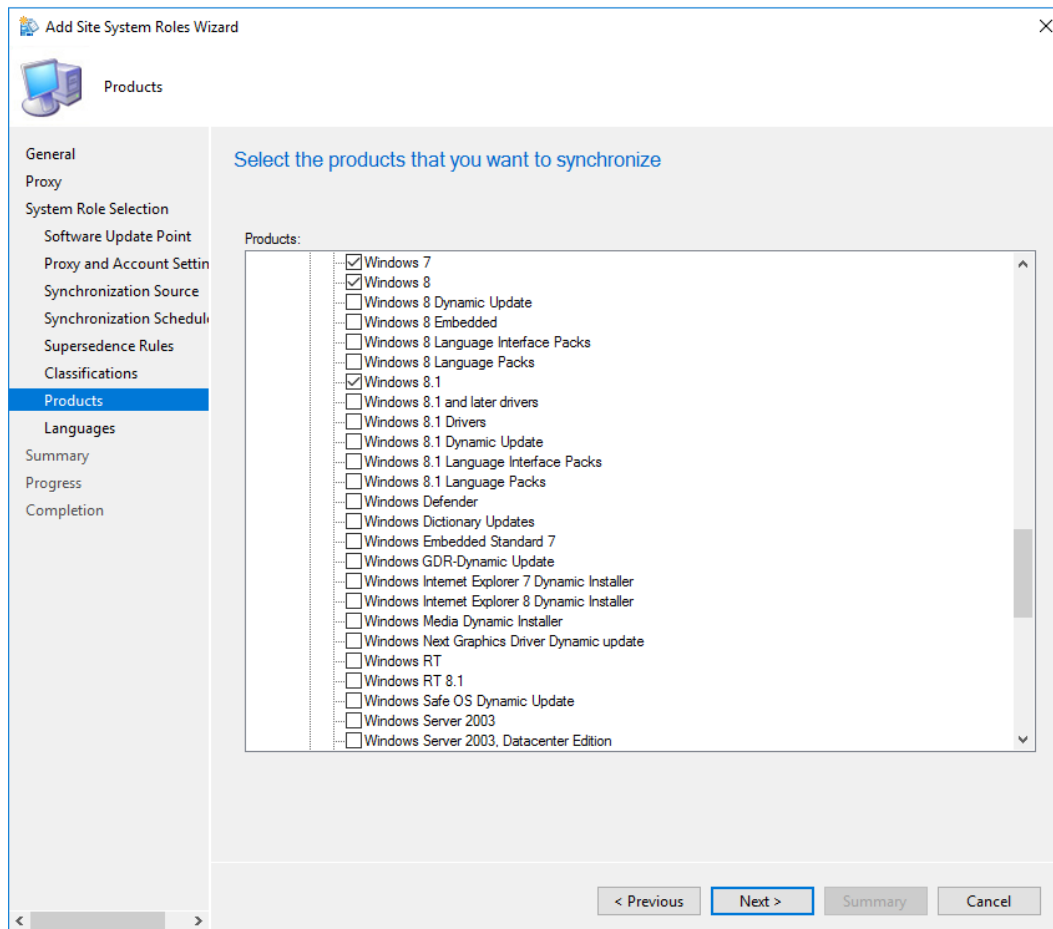 Add Site System Roles Wizard
Products
General
Proxy
System Role Selection
Software Update Point
Proxy and Account Settin
Synchronization Source
Synchronization Schedul
Supersedence Rules
Classifications
Products
Languages
Summary
Progress
Completion
Select the products that you want to synchronize
Products:
Windows 7
Windows 8
Windows 8 Dynamic Update
Windows 8 Embedded
Windows 8 Language Interface Packs
Windows 8 Language Packs
Windows 8.1
Windows 8.1 and later drivers
Windows 8.1 Drivers
Windows 8.1 Dynamic Update
Windows 8.1 Language Interface Packs
Windows 8.1 Language Packs
Windows Defender
Windows Dictionary Updates
Windows Embedded Standard 7
Windows GDR-Dynamic Update
Windows Internet Explorer 7 Dynamic Installer
Windows Internet Explorer 8 Dynamic Installer
Windows Media Dynamic Installer
Windows Next Graphics Driver Dynamic update
Windows RT
Windows RT 8.1
Windows Safe OS Dynamic Update
Windows Server 2003
Windows Server 2003, Datacenter Edition
< Previous
Next >
Summary
Cancel